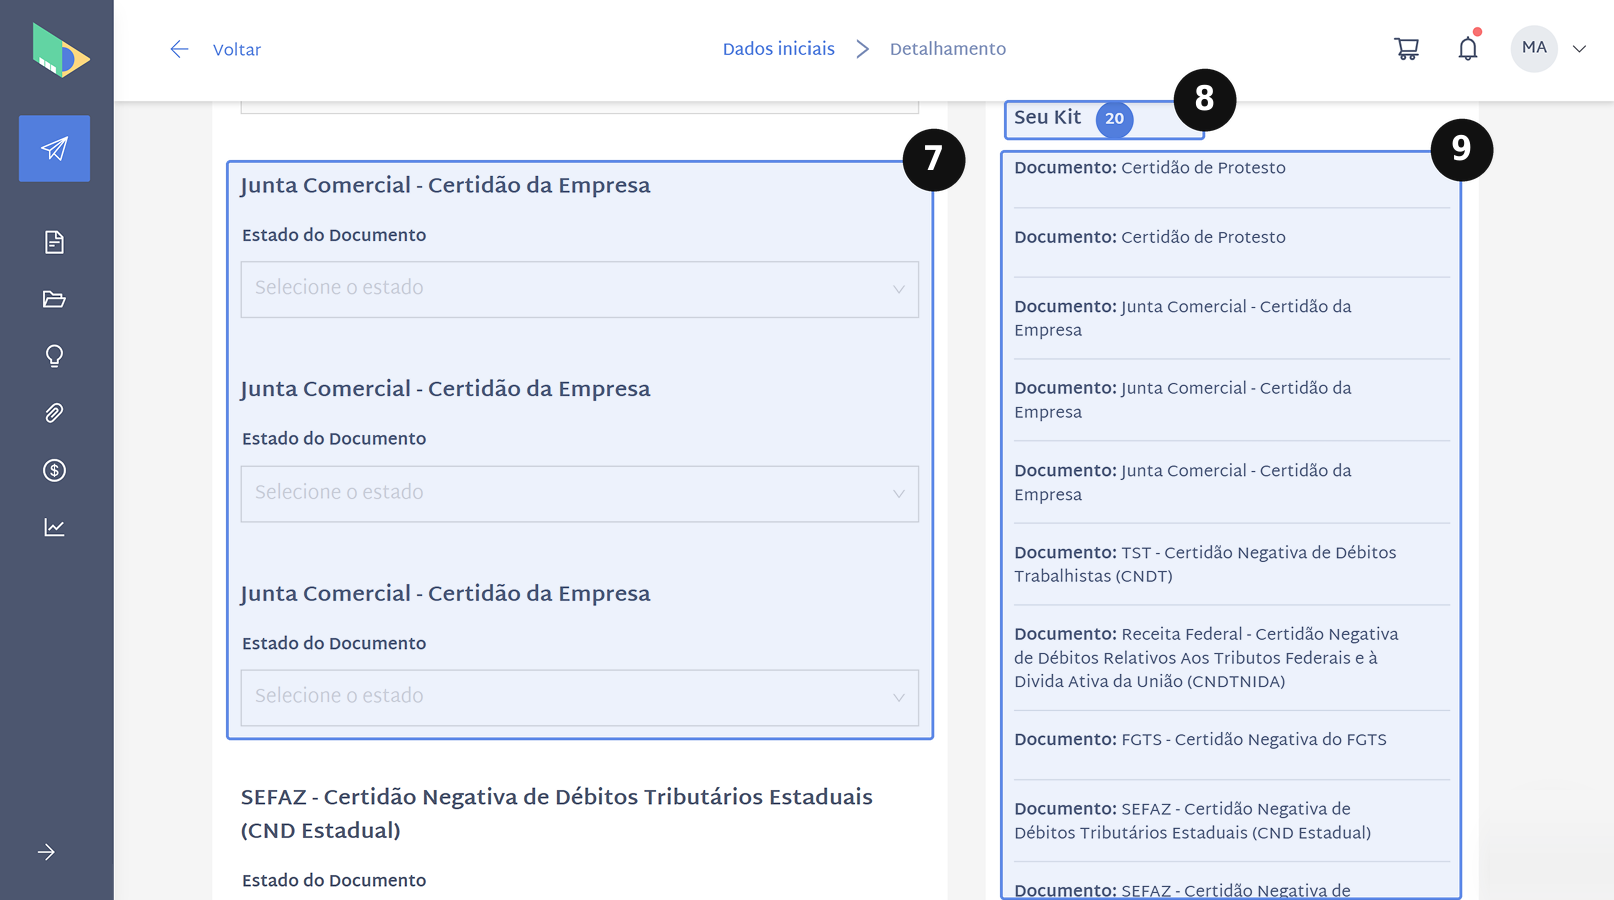 Voltar
Dados iniciais
Detalhamento
MA
7
Junta Comercial - Certidão da Empresa
Estado do Documento
Selecione o estado
Junta Comercial - Certidão da Empresa
Estado do Documento
Selecione o estado
Junta Comercial - Certidão da Empresa
Estado do Documento
Selecione o estado
SEFAZ - Certidão Negativa de Débitos Tributários Estaduais
(CND Estadual)
Estado do Documento
Seu Kit 20
8
9
Documento: Certidão de Protesto
Documento: Certidão de Protesto
Documento: Junta Comercial - Certidão da
Empresa
Documento: Junta Comercial - Certidão da
Empresa
Documento: Junta Comercial - Certidão da
Empresa
Documento: TST - Certidão Negativa de Débitos
Trabalhistas (CNDT)
Documento: Receita Federal - Certidão Negativa
de Débitos Relativos Aos Tributos Federais e à
Divida Ativa da União (CNDTNIDA)
Documento: FGTS - Certidão Negativa do FGTS
Documento: SEFAZ - Certidão Negativa de
Débitos Tributários Estaduais (CND Estadual)
Documento: SEFAZ - Certidão Negativa de